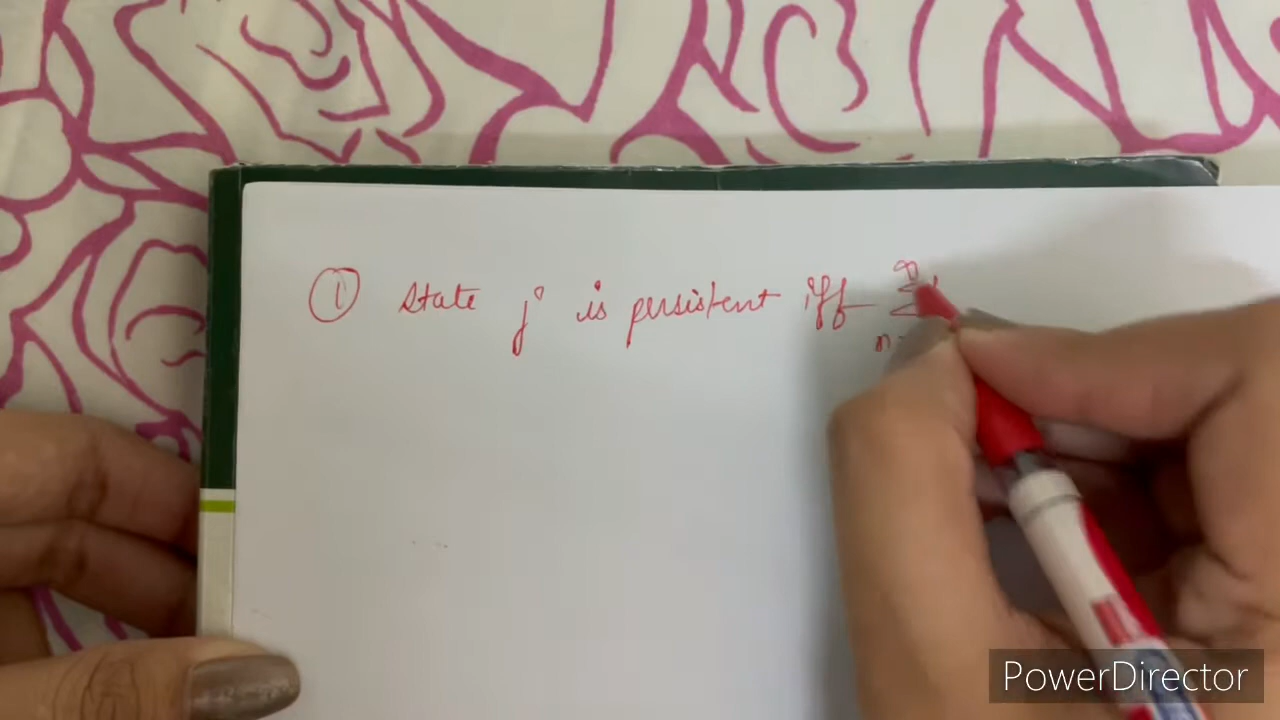 ① State j is persistent iff ∞ Σ
n =
PowerDirector